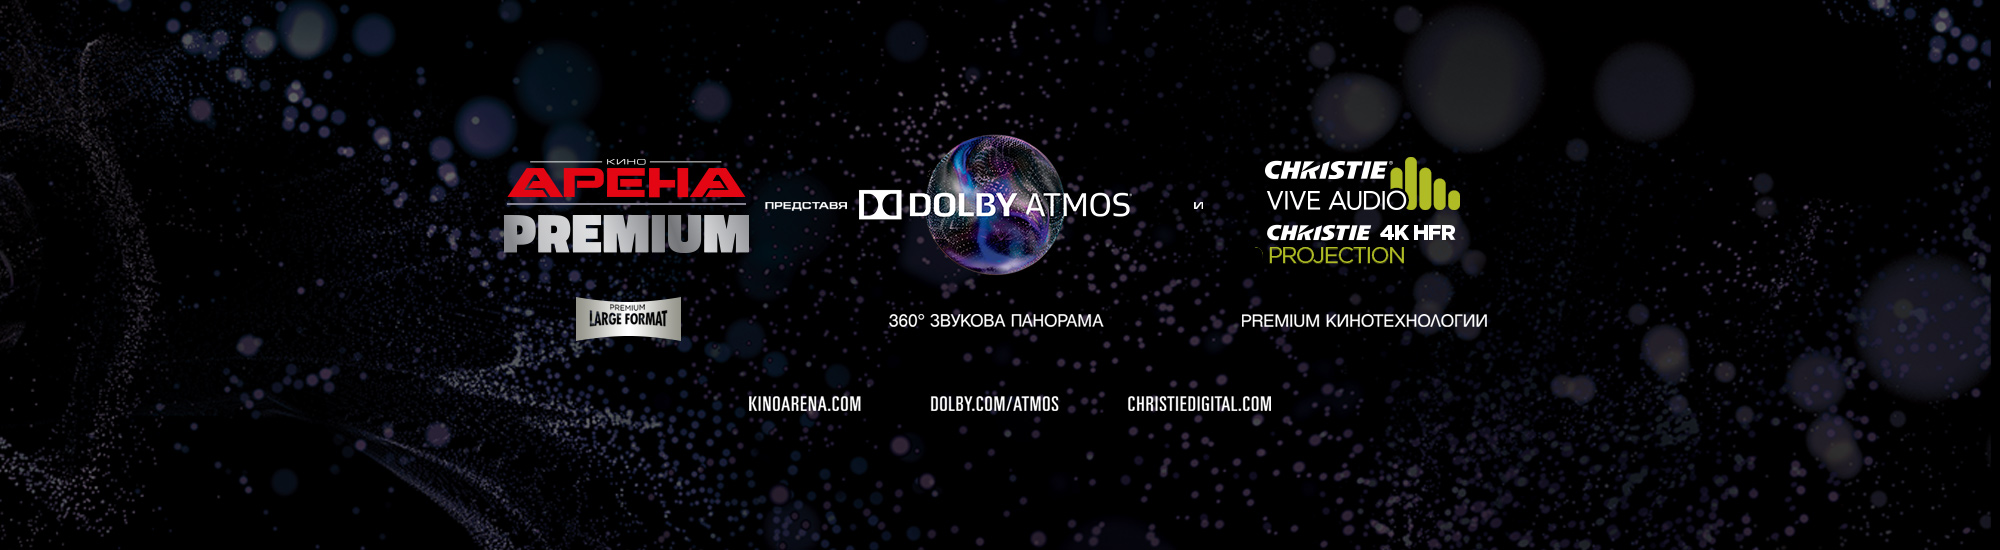 КИНО
АРЕНА
PREMIUM
PREMIUM
LARGE FORMAT
ПРЕДСТАВЯ
DOLBY ATMOS
360° ЗВУКОВА ПАНОРАМА
И
CHRISTIE®
VIVE AUDIO
CHRISTIE 4K HFR
PROJECTION
PREMIUM КИНОТЕХНОЛОГИИ
KINOARENA.COM
DOLBY.COM/ATMOS
CHRISTIEDIGITAL.COM